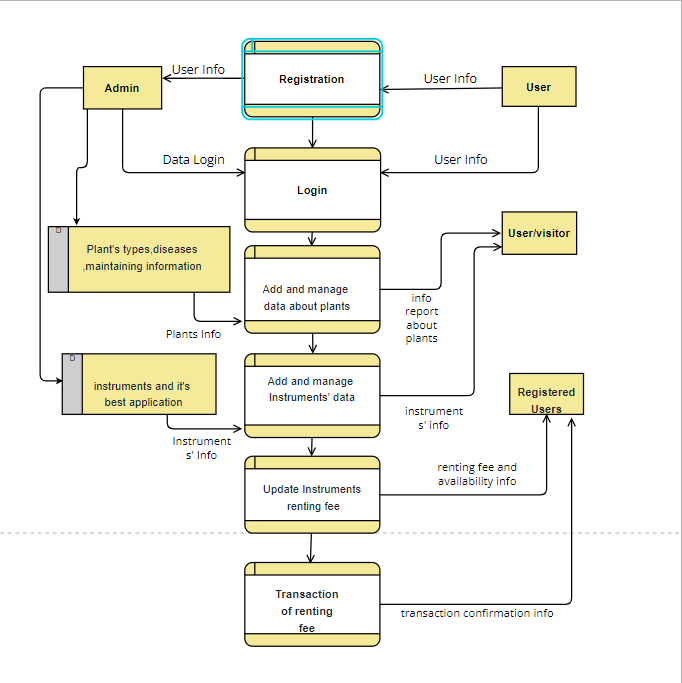 User Info
Registration
User Info
Admin
User
Data Login
User Info
Login
D
Plant's types,diseases
,maintaining information
User/visitor
Add and manage
data about plants
info
report
about
plants
Plants Info
D
instruments and it's
best application
Add and manage
Instruments' data
Registered
Users
instrument
s' info
Instrument
s' Info
renting fee and
availability info
Update Instruments
renting fee
Transaction
of renting
fee
transaction confirmation info